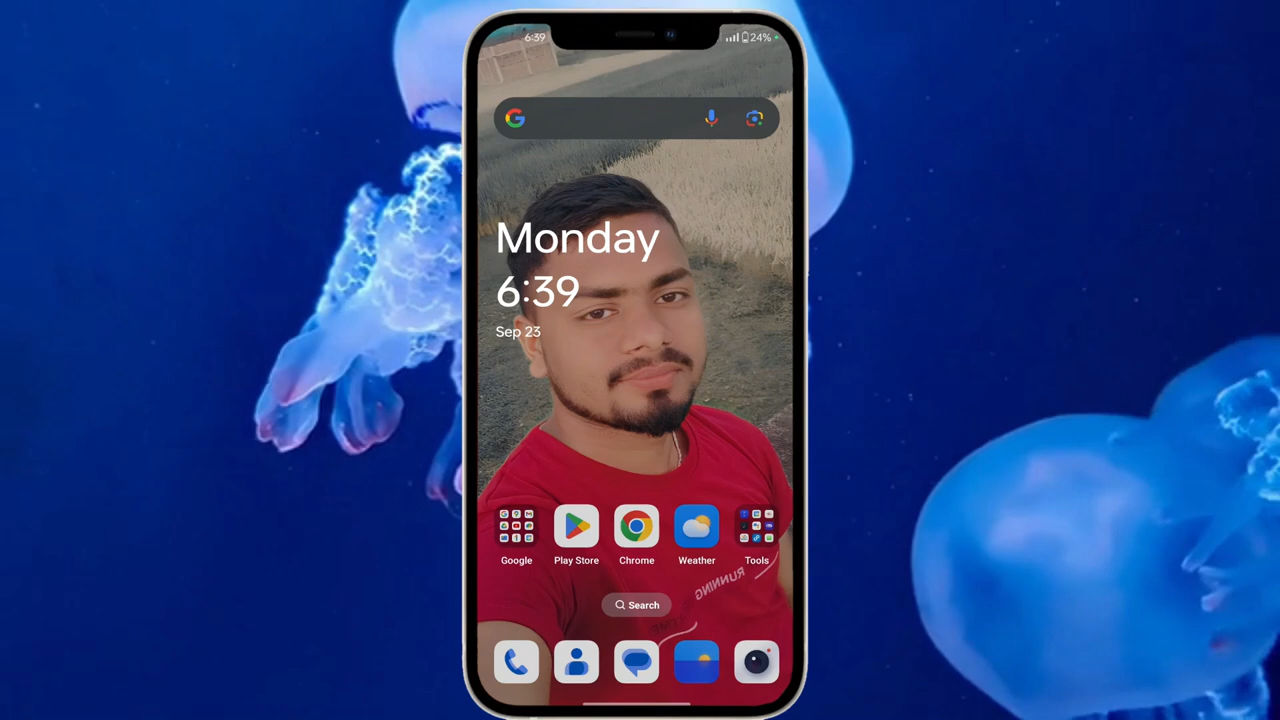 6:39
24%
Monday
6:39
Sep 23
Google
Play Store
Chrome
Weather
Tools
RUNNING
Search